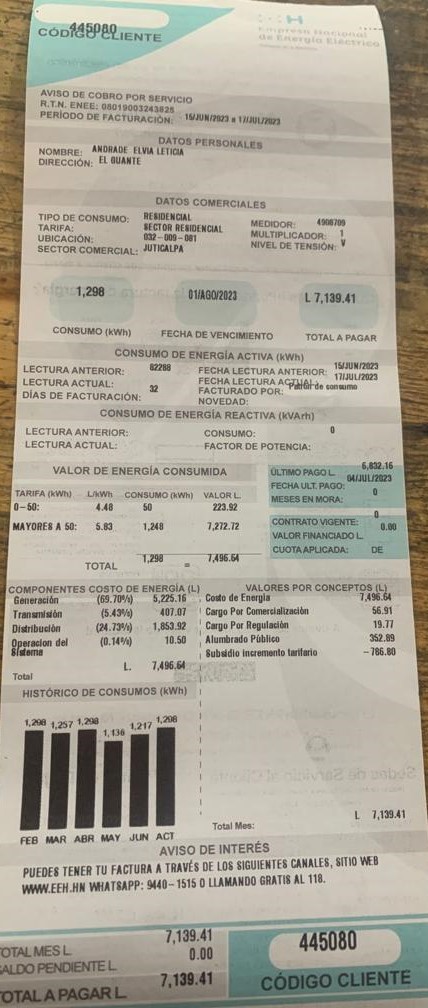 445080
CÓDIGO CLIENTE
Empresa Nacional
de Energía Eléctrica
AVISO DE COBRO POR SERVICIO
R.T.N. ENEE: 08019003243825
PERÍODO DE FACTURACIÓN: 15/JUN/2023 a 17/JUL/2023
DATOS PERSONALES
NOMBRE: ANDRADE ELVIA LETICIA
DIRECCIÓN: EL GUANTE
DATOS COMERCIALES
TIPO DE CONSUMO: RESIDENCIAL
TARIFA: SECTOR RESIDENCIAL
UBICACIÓN: 032-009-081
SECTOR COMERCIAL: JUTICALPA
MEDIDOR: 4908709
MULTIPLICADOR: 1
NIVEL DE TENSIÓN: V
1,298 01/AGO/2023 L 7,139.41
CONSUMO (kWh) FECHA DE VENCIMIENTO TOTAL A PAGAR
CONSUMO DE ENERGÍA ACTIVA (kWh)
LECTURA ANTERIOR: 82288 FECHA LECTURA ANTERIOR: 15/JUN/2023
LECTURA ACTUAL: FECHA LECTURA ACTUAL: 17/JUL/2023
DÍAS DE FACTURACIÓN: 32 FACTURADO POR: Patrón de consumo
NOVEDAD:
CONSUMO DE ENERGÍA REACTIVA (kVArh)
LECTURA ANTERIOR: CONSUMO: 0
LECTURA ACTUAL: FACTOR DE POTENCIA:
VALOR DE ENERGÍA CONSUMIDA
TARIFA (kWh) L/kWh CONSUMO (kWh) VALOR L.
0-50: 4.48 50 223.92
MAYORES A 50: 5.83 1,248 7,272.72
TOTAL 1,298 = 7,496.64
ÚLTIMO PAGO L. 6,832.16
FECHA ULT. PAGO: 04/JUL/2023
MESES EN MORA: 0
CONTRATO VIGENTE: 0
VALOR FINANCIADO L. 0.00
CUOTA APLICADA: DE
COMPONENTES COSTO DE ENERGÍA (L)
Generación (69.70%) 5,225.16
Transmisión (5.43%) 407.07
Distribución (24.73%) 1,853.92
Operacion del Sistema (0.14%) 10.50
Total L. 7,496.64
VALORES POR CONCEPTOS (L)
Costo de Energía 7,496.64
Cargo Por Comercialización 56.91
Cargo Por Regulación 19.77
Alumbrado Público 352.89
Subsidio incremento tarifario -786.80
HISTÓRICO DE CONSUMOS (kWh)
1,298 1,257 1,298 1,136 1,217 1,298
FEB MAR ABR MAY JUN ACT
Total Mes: L 7,139.41
AVISO DE INTERÉS
PUEDES TENER TU FACTURA A TRAVÉS DE LOS SIGUIENTES CANALES, SITIO WEB
WWW.EEH.HN WHATSAPP: 9440-1515 O LLAMANDO GRATIS AL 118.
TOTAL MES L 7,139.41
SALDO PENDIENTE L 0.00
TOTAL A PAGAR L 7,139.41
445080
CÓDIGO CLIENTE